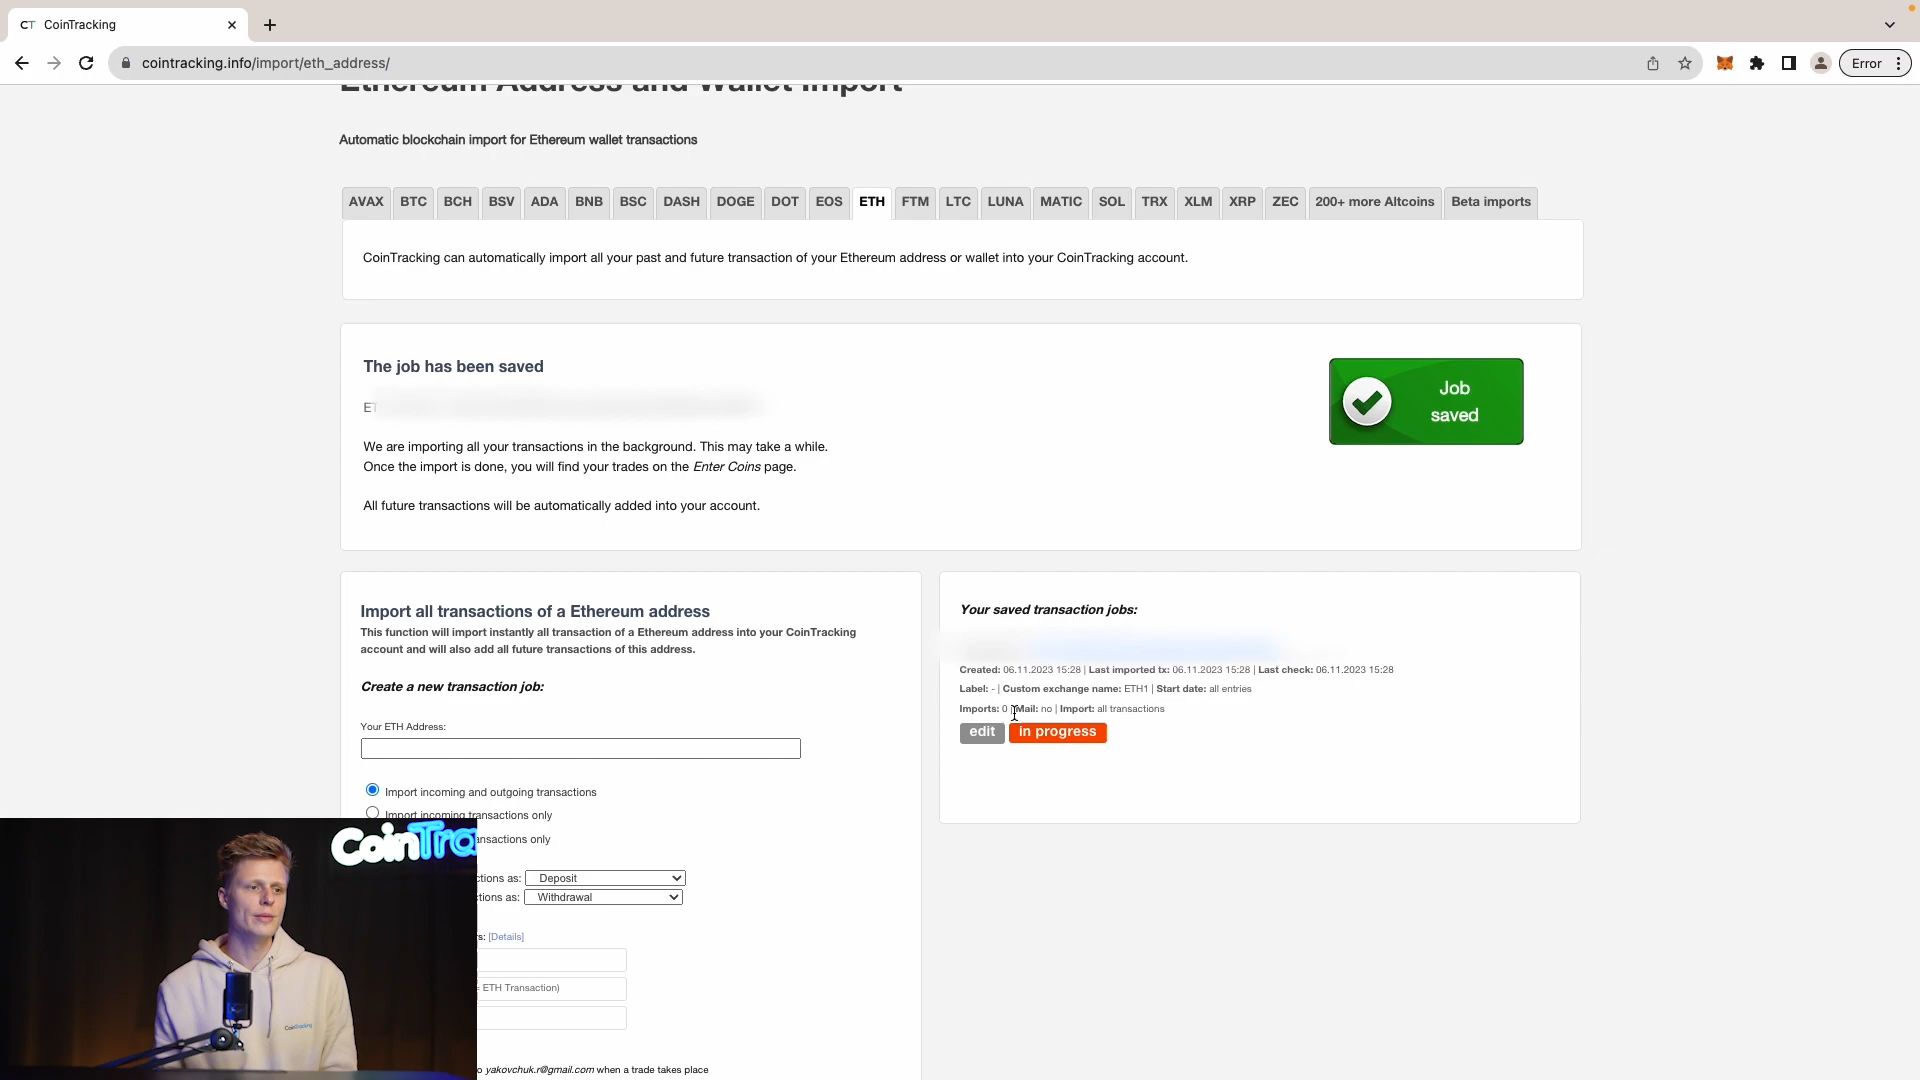 CT CoinTracking
cointracking.info/import/eth_address/
Error
Ethereum Address and Wallet Import
Automatic blockchain import for Ethereum wallet transactions
AVAX BTC BCH BSV ADA BNB BSC DASH DOGE DOT EOS ETH FTM LTC LUNA MATIC SOL TRX XLM XRP ZEC 200+ more Altcoins Beta imports
CoinTracking can automatically import all your past and future transaction of your Ethereum address or wallet into your CoinTracking account.
The job has been saved
Job
saved
ET
We are importing all your transactions in the background. This may take a while.
Once the import is done, you will find your trades on the Enter Coins page.
All future transactions will be automatically added into your account.
Import all transactions of a Ethereum address
This function will import instantly all transaction of a Ethereum address into your CoinTracking
account and will also add all future transactions of this address.
Create a new transaction job:
Your ETH Address:
Import incoming and outgoing transactions
Import incoming transactions only
ansactions only
ctions as: Deposit
ctions as: Withdrawal
rs: [Details]
= ETH Transaction)
o yakovchuk.r@gmail.com when a trade takes place
Your saved transaction jobs:
Created: 06.11.2023 15:28 | Last imported tx: 06.11.2023 15:28 | Last check: 06.11.2023 15:28
Label: - | Custom exchange name: ETH1 | Start date: all entries
Imports: 0 | Mail: no | Import: all transactions
edit in progress
CoinTra
CoinTracking